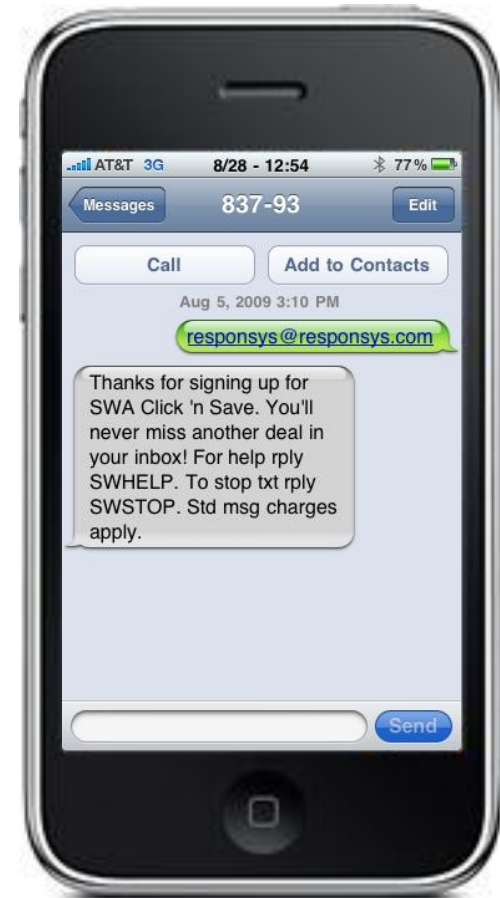 AT&T 3G 8/28 - 12:54 77%
Messages 837-93 Edit
Call Add to Contacts
Aug 5, 2009 3:10 PM
responsys@responsys.com
Thanks for signing up for
SWA Click 'n Save. You'll
never miss another deal in
your inbox! For help rply
SWHELP. To stop txt rply
SWSTOP. Std msg charges
apply.
Send